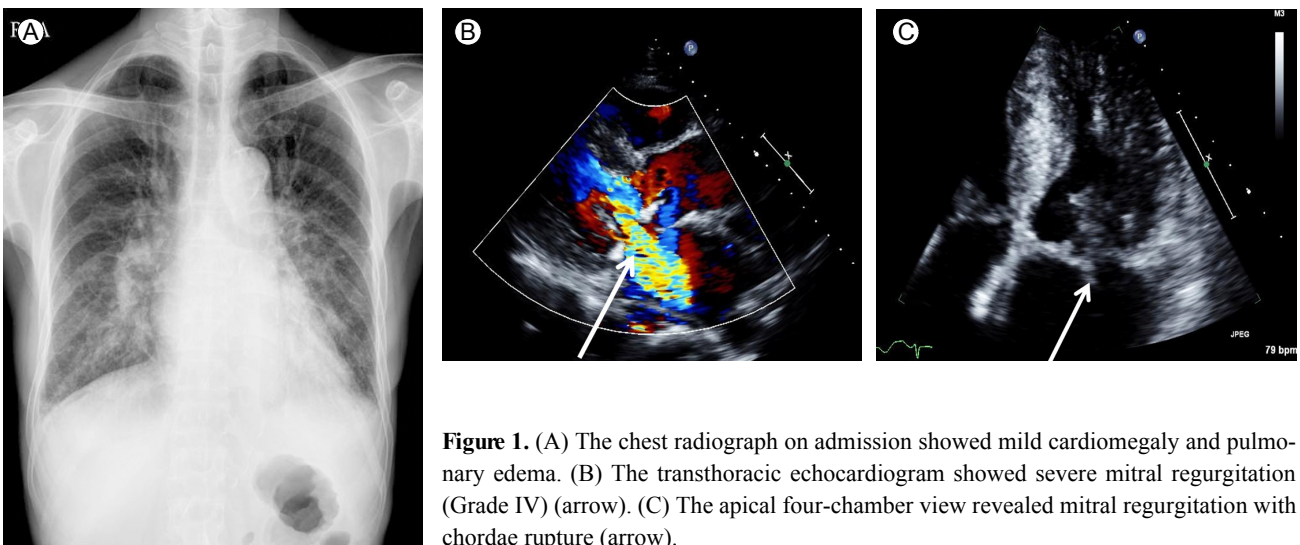 A
B
P
C
P
M3
JPEG
79 bpm
Figure 1. (A) The chest radiograph on admission showed mild cardiomegaly and pulmo-
nary edema. (B) The transthoracic echocardiogram showed severe mitral regurgitation
(Grade IV) (arrow). (C) The apical four-chamber view revealed mitral regurgitation with
chordae rupture (arrow).